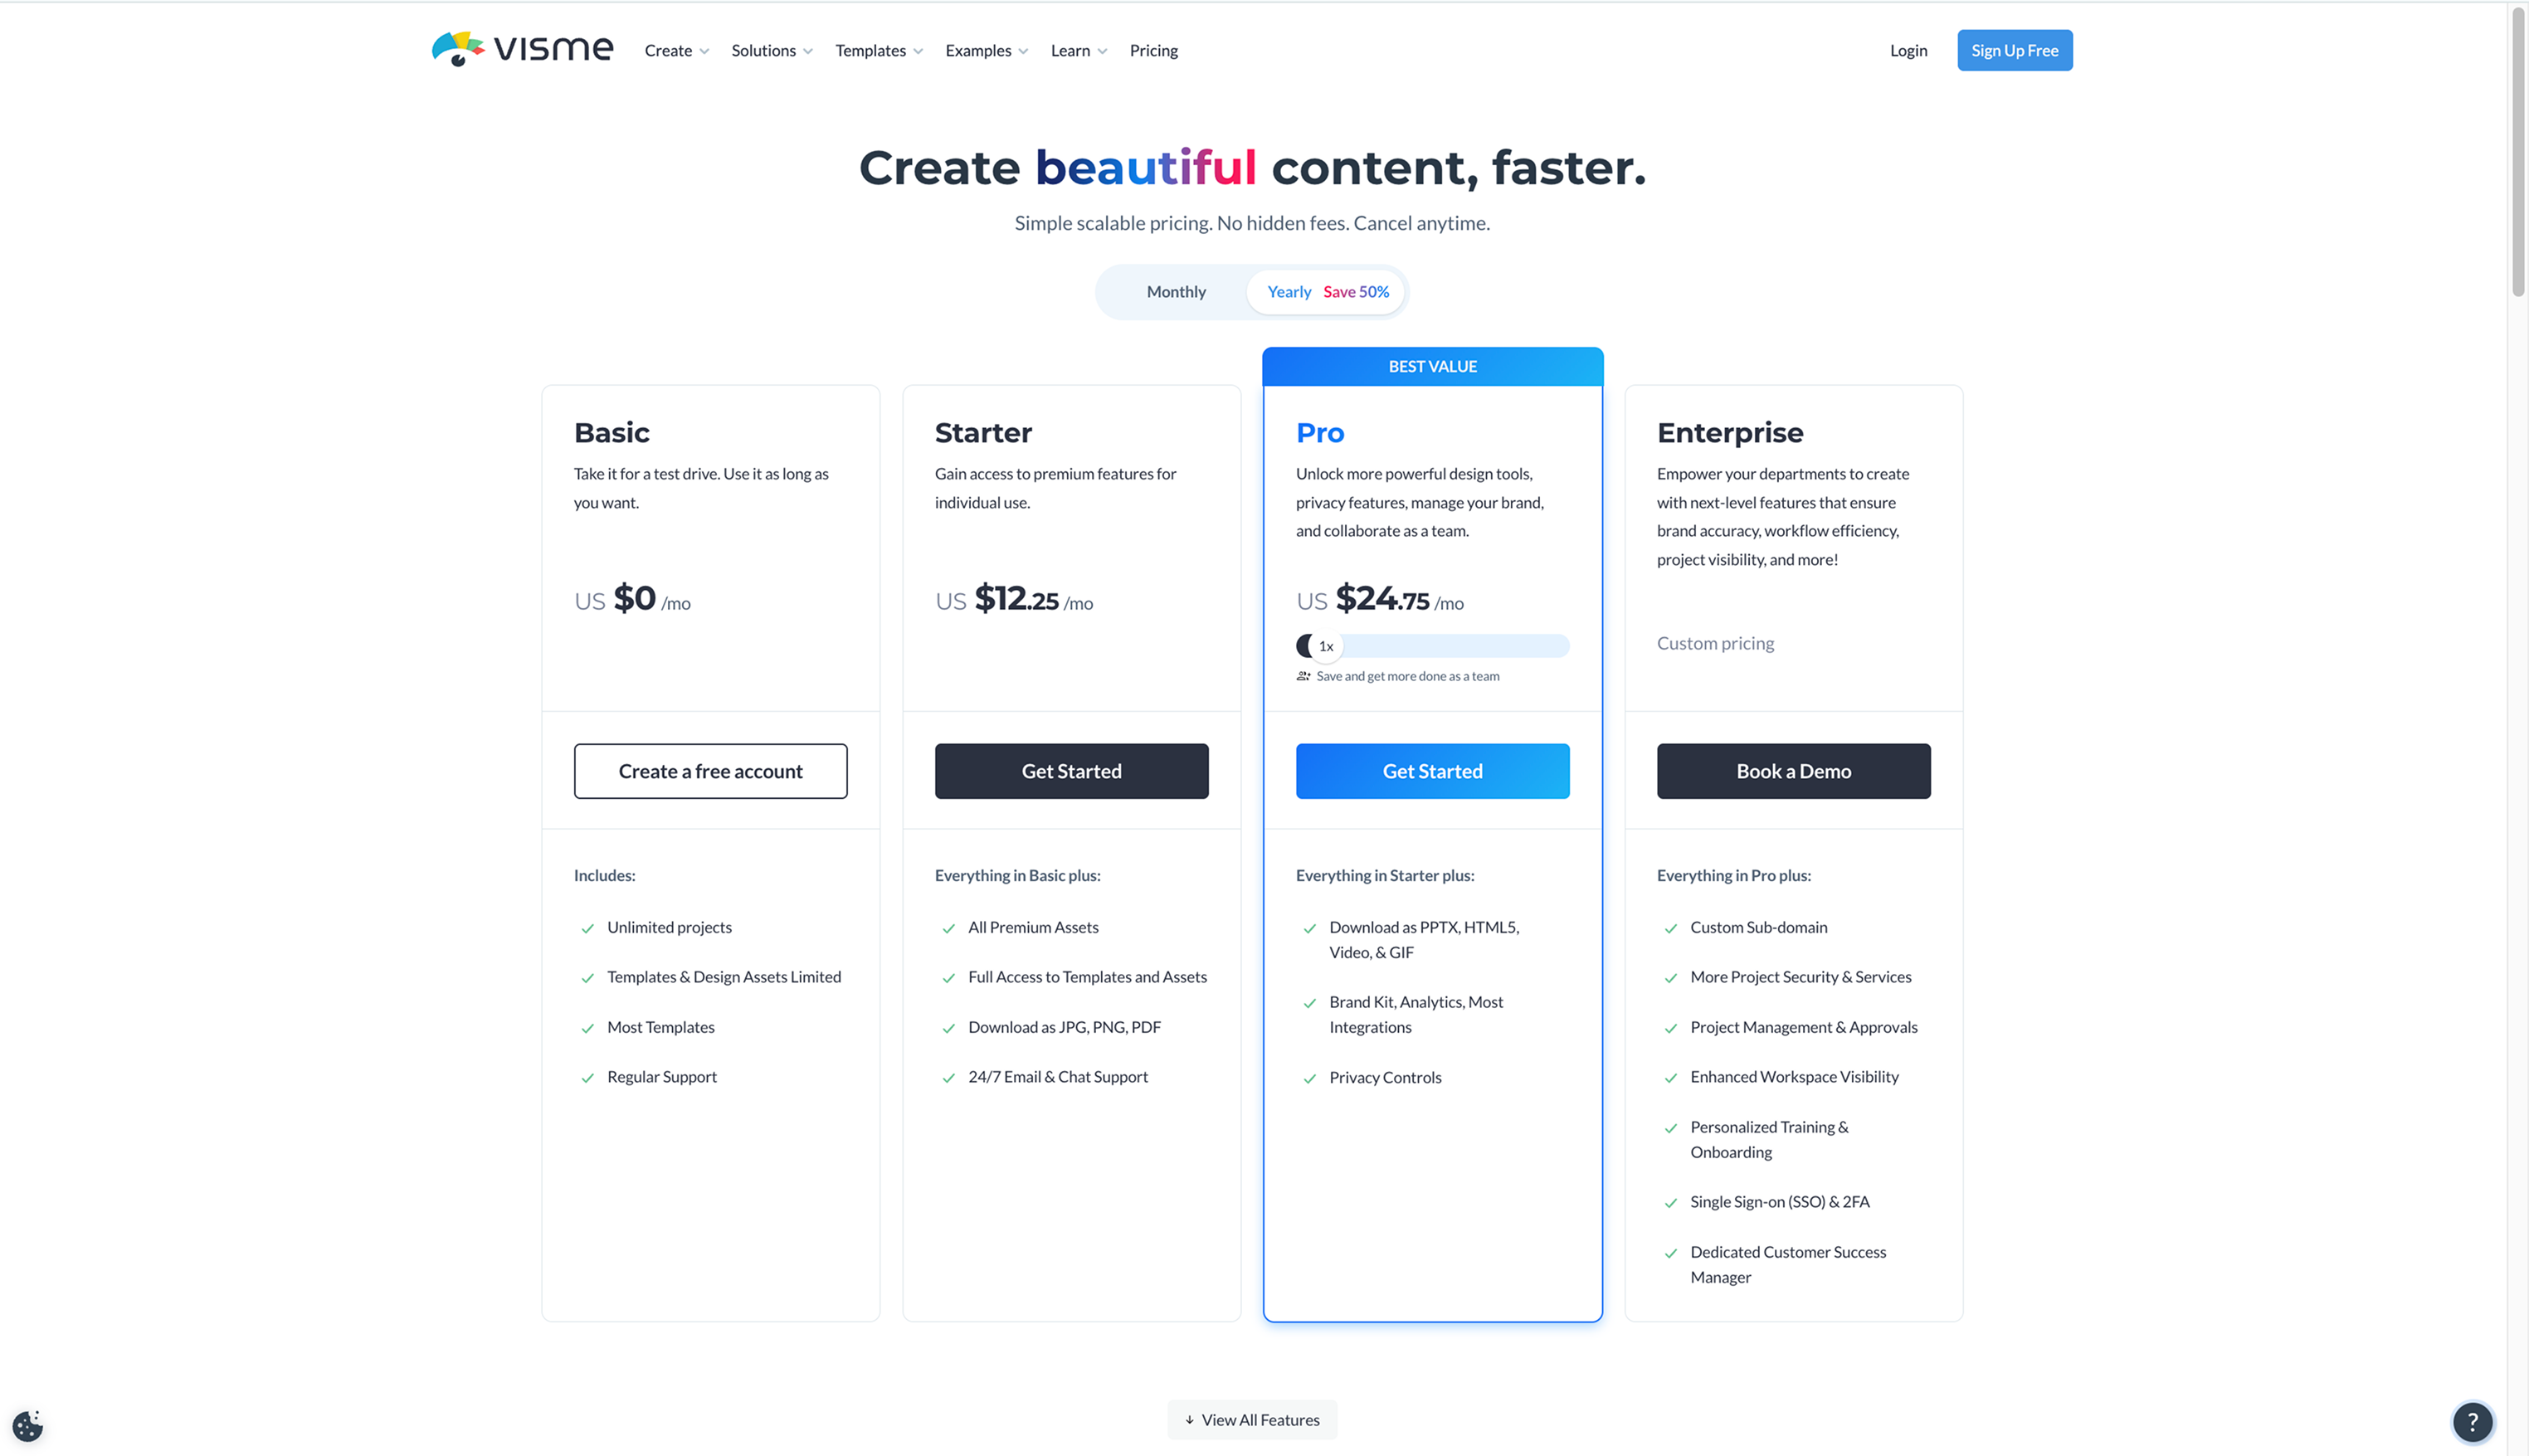 VISME
Create
Solutions
Templates
Examples
Learn
Pricing
Login
Sign Up Free
Create beautiful content, faster.
Simple scalable pricing. No hidden fees. Cancel anytime.
Monthly
Yearly Save 50%
Basic
Take it for a test drive. Use it as long as
you want.
US $0 /mo
Create a free account
Includes:
Unlimited projects
Templates & Design Assets Limited
Most Templates
Regular Support
Starter
Gain access to premium features for
individual use.
US $12.25 /mo
Get Started
Everything in Basic plus:
All Premium Assets
Full Access to Templates and Assets
Download as JPG, PNG, PDF
24/7 Email & Chat Support
BEST VALUE
Pro
Unlock more powerful design tools,
privacy features, manage your brand,
and collaborate as a team.
US $24.75 /mo
1x
Save and get more done as a team
Get Started
Everything in Starter plus:
Download as PPTX, HTML5,
Video, & GIF
Brand Kit, Analytics, Most
Integrations
Privacy Controls
Enterprise
Empower your departments to create
with next-level features that ensure
brand accuracy, workflow efficiency,
project visibility, and more!
Custom pricing
Book a Demo
Everything in Pro plus:
Custom Sub-domain
More Project Security & Services
Project Management & Approvals
Enhanced Workspace Visibility
Personalized Training &
Onboarding
Single Sign-on (SSO) & 2FA
Dedicated Customer Success
Manager
View All Features
?